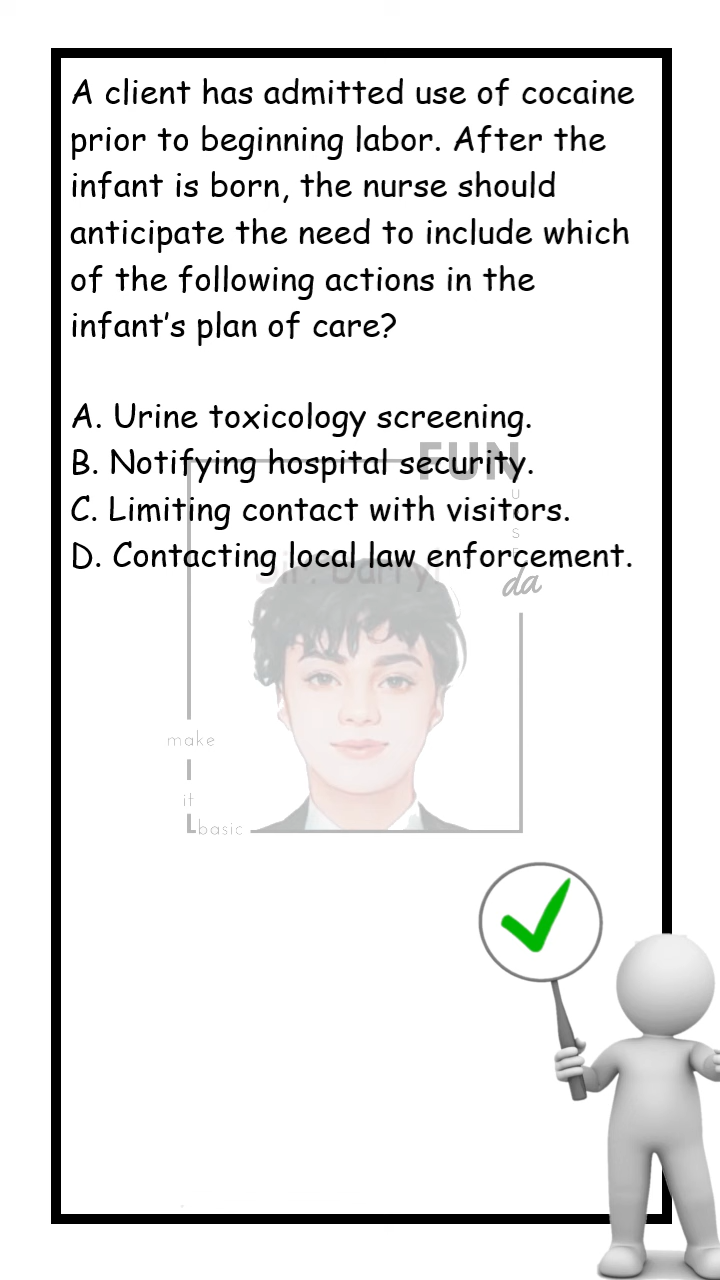 A client has admitted use of cocaine
prior to beginning labor. After the
infant is born, the nurse should
anticipate the need to include which
of the following actions in the
infant’s plan of care?
A. Urine toxicology screening.
B. Notifying hospital security.
C. Limiting contact with visitors.
D. Contacting local law enforcement.
FUN
da
make
it
basic